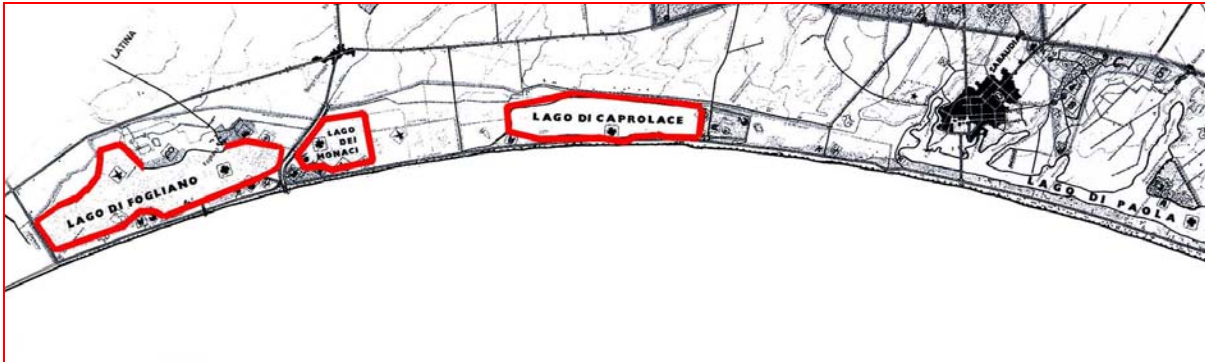 LATINA
LAGO DI FOGLIANO
LAGO
DEI
MONACI
LAGO DI CAPROLACE
SABAUDIA
LAGO DI PAOLA